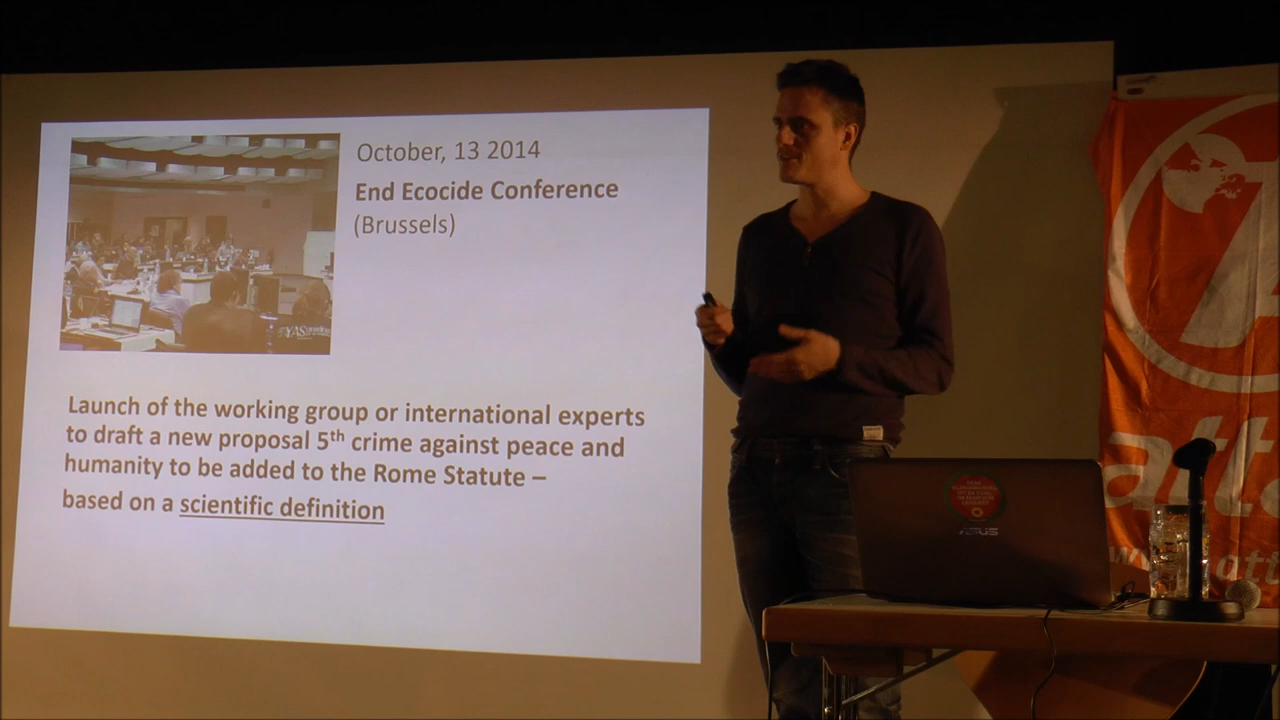 October, 13 2014
End Ecocide Conference
(Brussels)
Launch of the working group or international experts
to draft a new proposal 5th crime against peace and
humanity to be added to the Rome Statute –
based on a scientific definition
ASUS
att